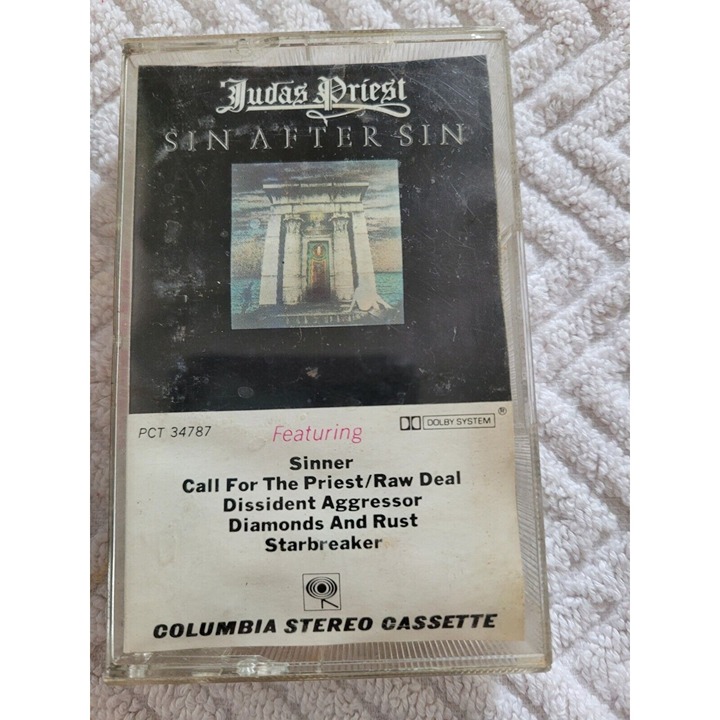 Judas Priest
SIN AFTER SIN
PCT 34787
Featuring
DOLBY SYSTEM ®
Sinner
Call For The Priest/Raw Deal
Dissident Aggressor
Diamonds And Rust
Starbreaker
COLUMBIA STEREO CASSETTE